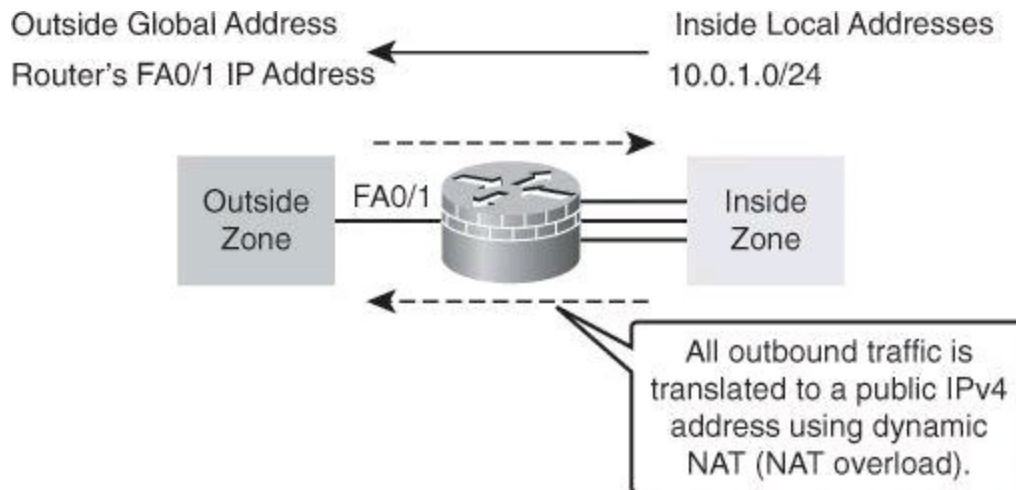 Outside Global Address
Router's FA0/1 IP Address
Inside Local Addresses
10.0.1.0/24
Outside
Zone
FA0/1
Inside
Zone
All outbound traffic is
translated to a public IPv4
address using dynamic
NAT (NAT overload).